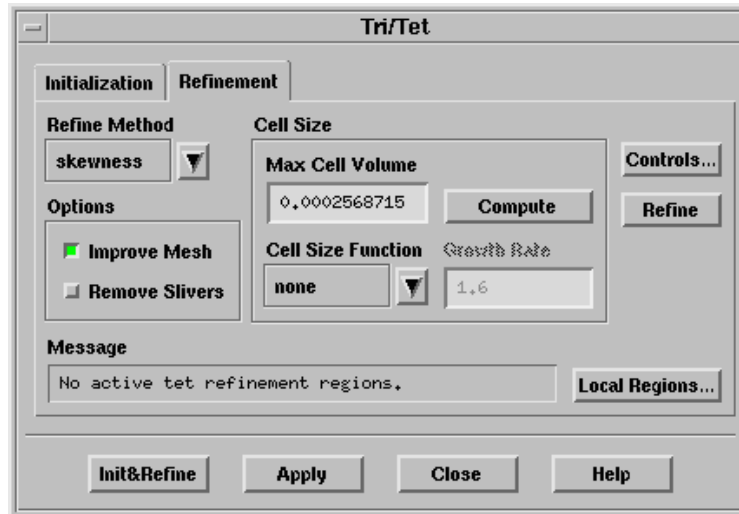 Tri/Tet
Initialization Refinement
Refine Method
skewness
Options
Improve Mesh
Remove Slivers
Cell Size
Max Cell Volume
0.0002568715 Compute
Cell Size Function Growth Rate
none 1.6
Controls...
Refine
Message
No active tet refinement regions. Local Regions...
Init&Refine Apply Close Help